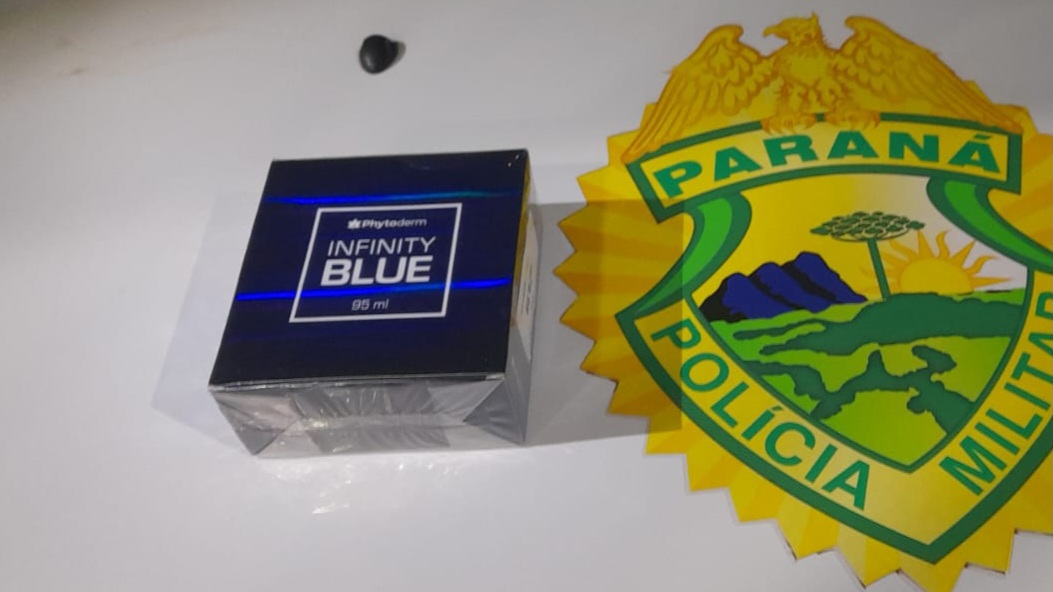 Phytoderm
INFINITY
BLUE
95 ml
PARANÁ
POLÍCIA
MILITAR